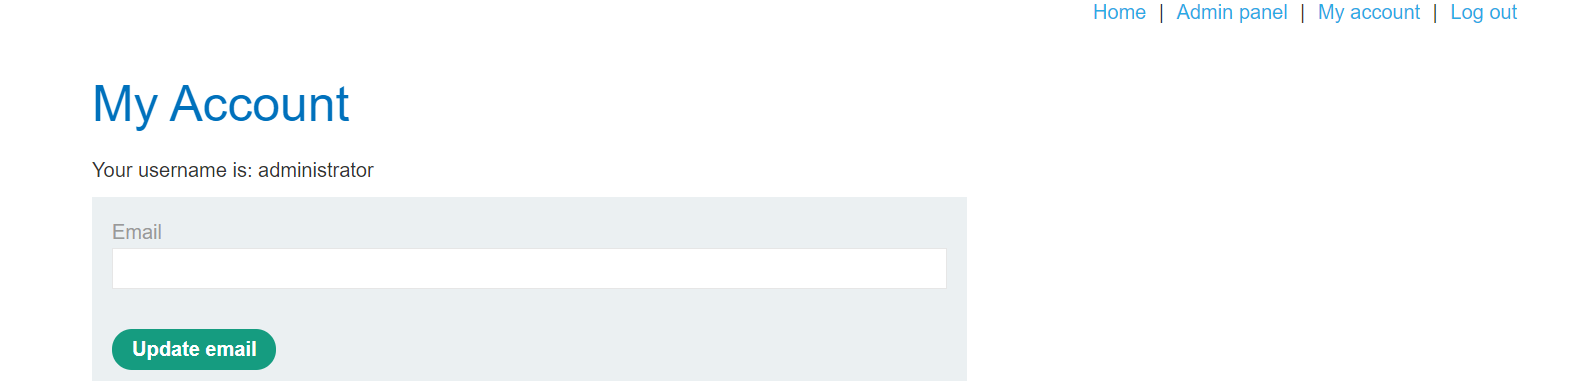 Home | Admin panel | My account | Log out
My Account
Your username is: administrator
Email
Update email